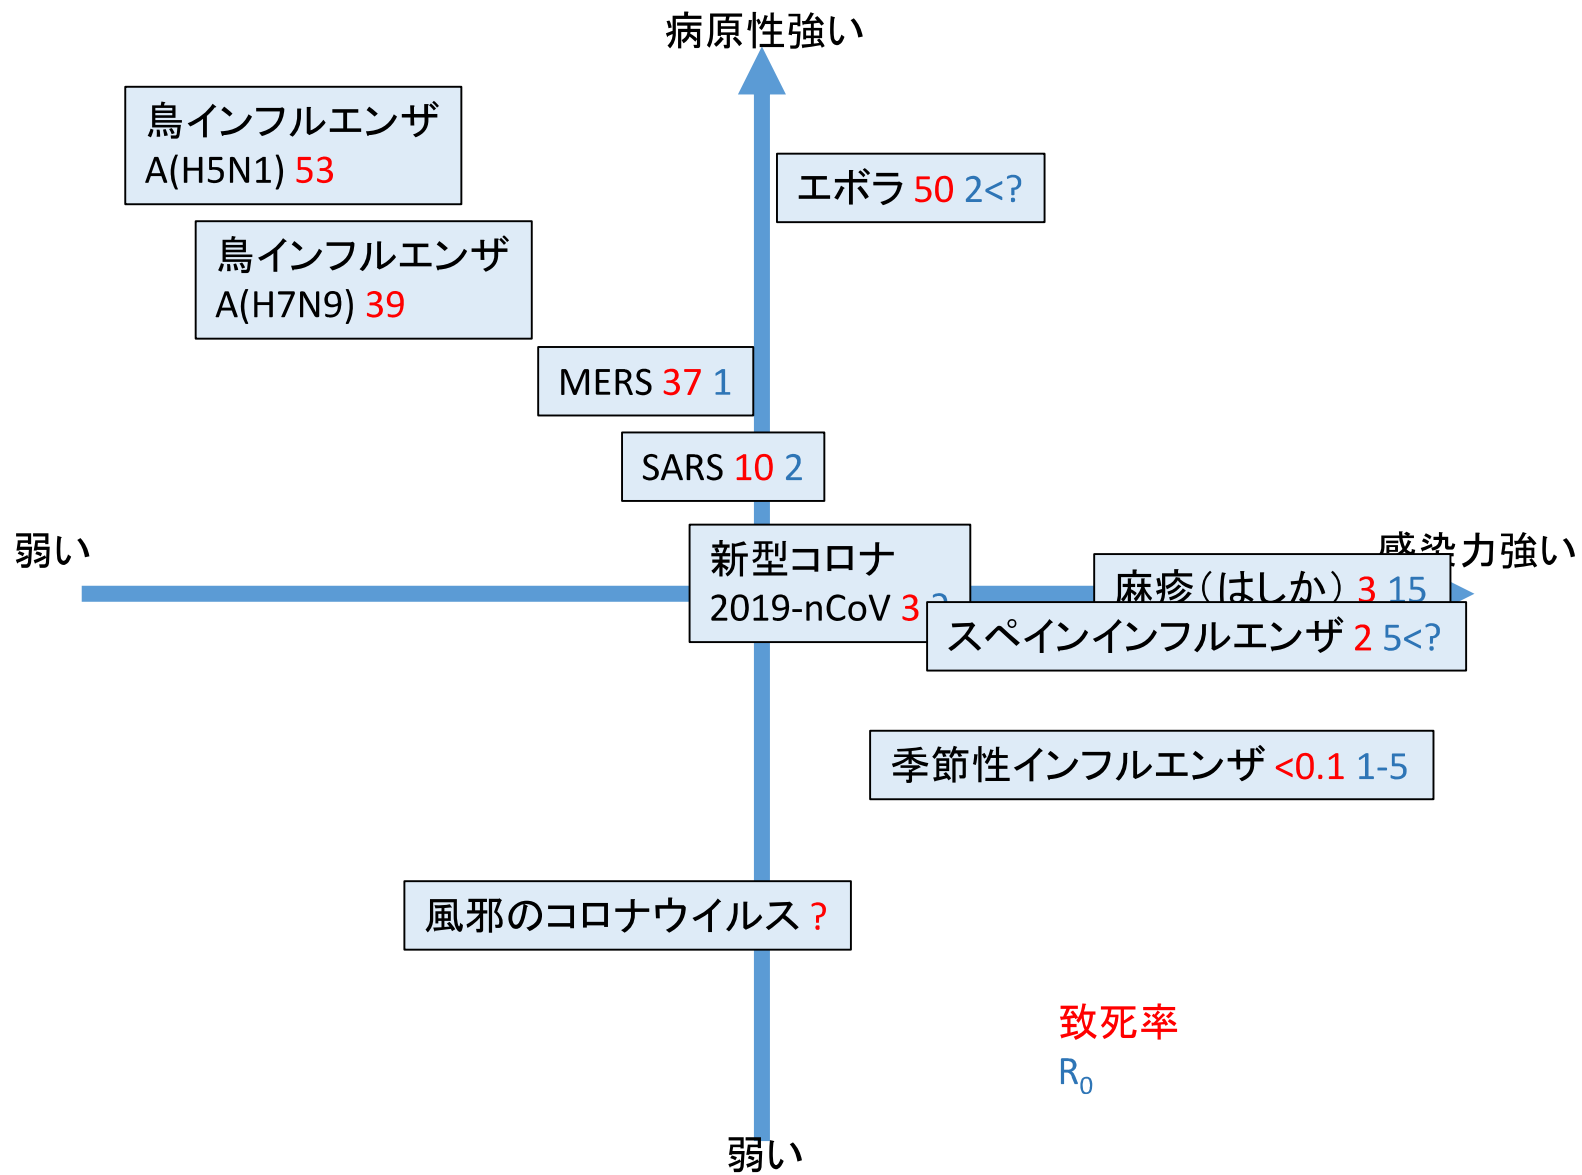 病原性強い
鳥インフルエンザ
A(H5N1) 53
エボラ 50 2<?
鳥インフルエンザ
A(H7N9) 39
MERS 37 1
SARS 10 2
弱い
感染力強い
新型コロナ
2019-nCoV 3
麻疹（はしか） 3 15
スペインインフルエンザ 2 5<?
季節性インフルエンザ <0.1 1-5
風邪のコロナウイルス ?
致死率
R₀
弱い